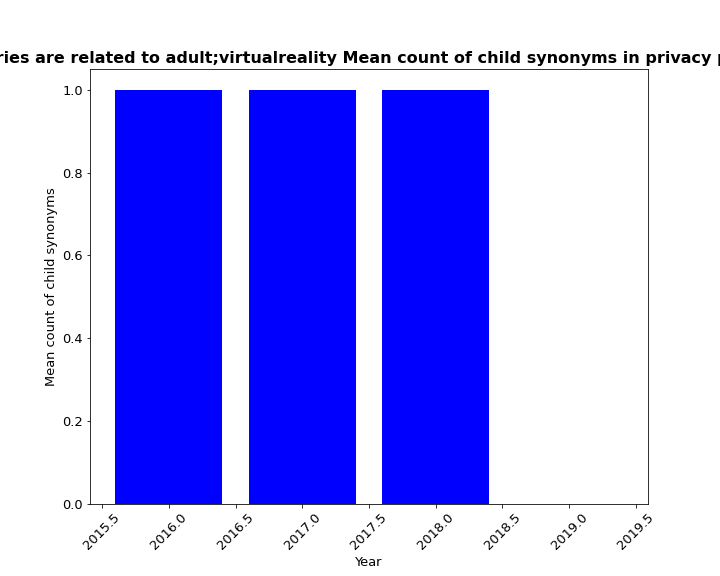 ries are related to adult;virtualreality Mean count of child synonyms in privacy p
1.0
0.8
0.6
0.4
0.2
0.0
Mean count of child synonyms
2015.5 2016.0 2016.5 2017.0 2017.5 2018.0 2018.5 2019.0 2019.5
Year